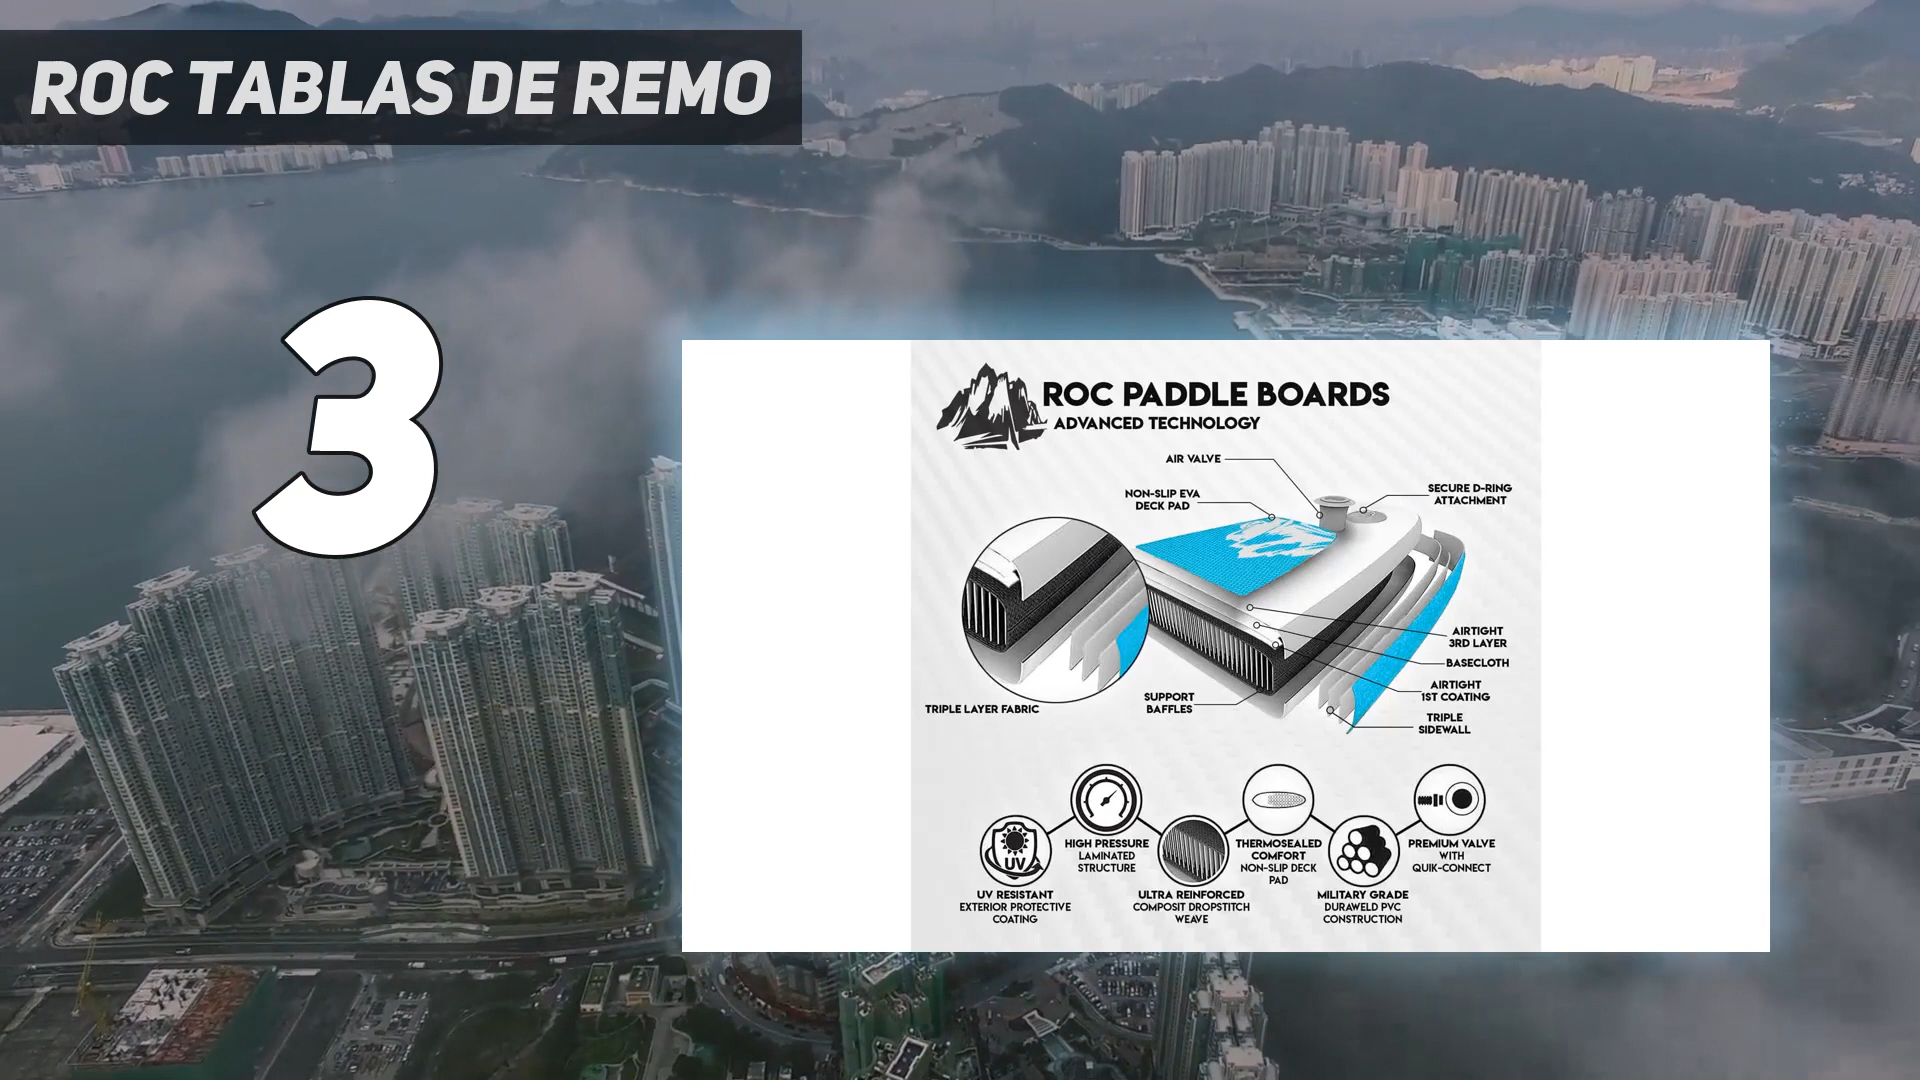 ROC TABLAS DE REMO
3
ROC PADDLE BOARDS
ADVANCED TECHNOLOGY
AIR VALVE
NON-SLIP EVA
DECK PAD
SECURE D-RING
ATTACHMENT
AIRTIGHT
3RD LAYER
BASECLOTH
AIRTIGHT
1ST COATING
TRIPLE
SIDEWALL
SUPPORT
BAFFLES
TRIPLE LAYER FABRIC
UV
UV RESISTANT
EXTERIOR PROTECTIVE
COATING
HIGH PRESSURE
LAMINATED
STRUCTURE
ULTRA REINFORCED
COMPOSIT DROPSTITCH
WEAVE
THERMOSEALED
COMFORT
NON-SLIP DECK
PAD
MILITARY GRADE
DURAWELD PVC
CONSTRUCTION
PREMIUM VALVE
WITH
QUIK-CONNECT